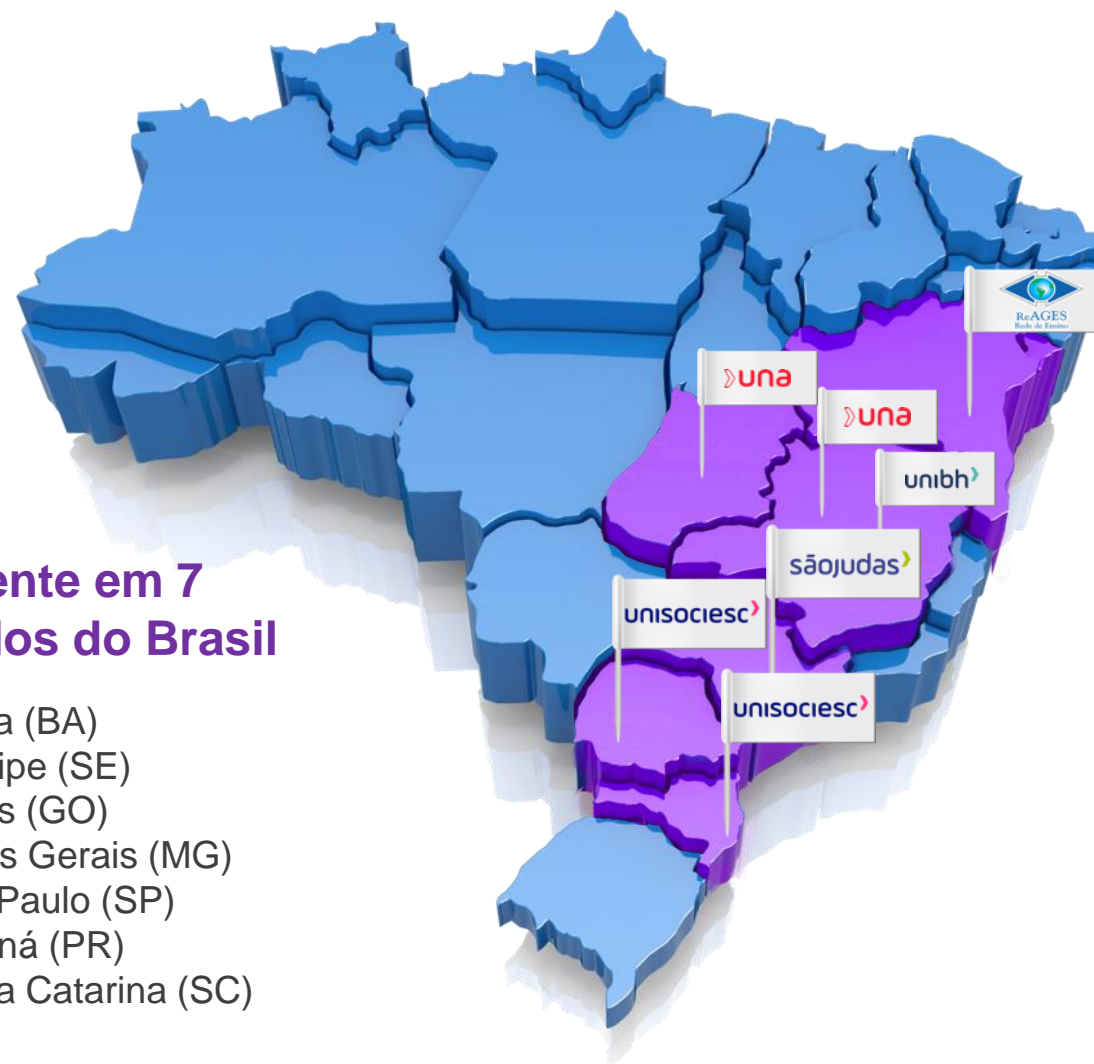 ReAGES
Rede de Ensino
una
una
unibh
sãojudas
unisociesc
unisociesc
ente em 7
dos do Brasil
a (BA)
ipe (SE)
s (GO)
s Gerais (MG)
Paulo (SP)
ná (PR)
a Catarina (SC)